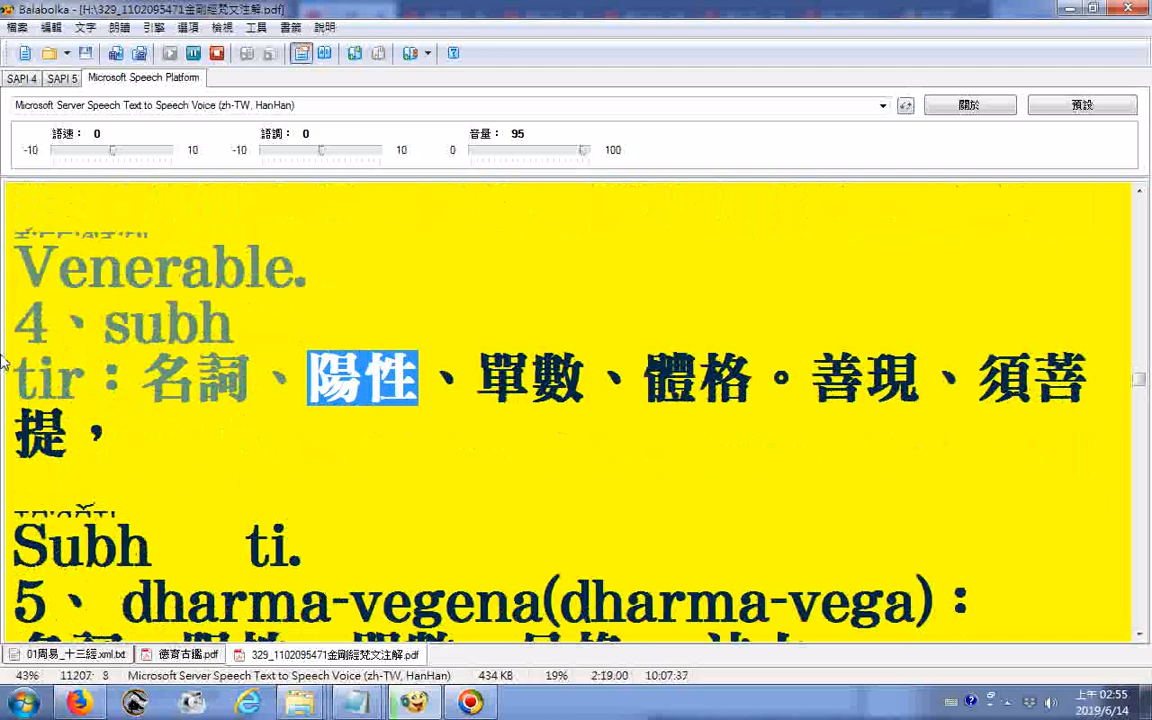 Balabolka - [H:\329_1102095471金剛經梵文注解.pdf]
檔案 編輯 文字 朗讀 引擎 選項 檢視 工具 書籤 說明
SAPI 4 SAPI 5 Microsoft Speech Platform
Microsoft Server Speech Text to Speech Voice (zh-TW, HanHan) 關於 預設
語速： 0 語調： 0 音量： 95
-10 10 -10 10 0 100
Venerable.
4、subh
tir：名詞、陽性、單數、體格。善現、須菩
提，
Subh ti.
5、 dharma-vegena(dharma-vega)：
01周易_十三經.xml.txt 德育古鑑.pdf 329_1102095471金剛經梵文注解.pdf
43% 11207: 8 Microsoft Server Speech Text to Speech Voice (zh-TW, HanHan) 434 KB 19% 2:19.00 10:07:37
上午 02:55
2019/6/14